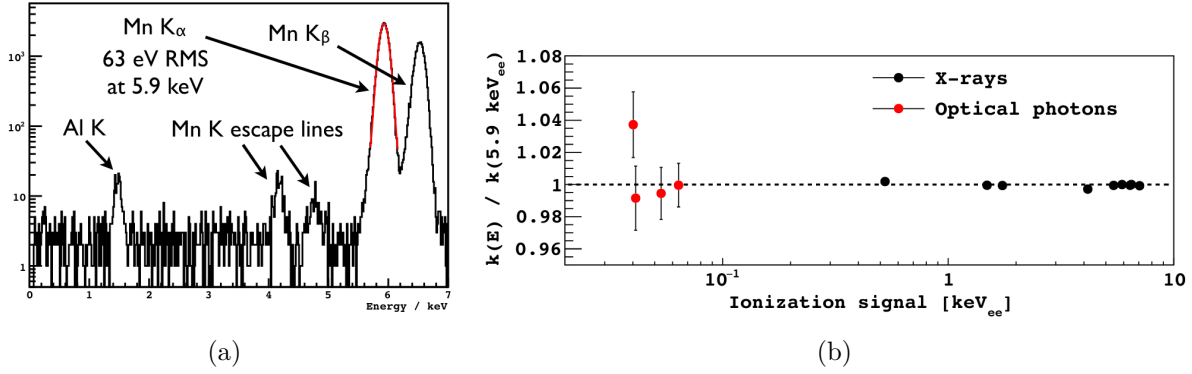 Mn Kα
63 eV RMS
at 5.9 keV
Mn Kβ
Al K
Mn K escape lines
10³
10²
10
1
0 1 2 3 4 5 6 7
Energy / keV
(a)
k(E) / k(5.9 keVee)
1.08
1.06
1.04
1.02
1
0.98
0.96
X-rays
Optical photons
10⁻¹ 1 10
Ionization signal [keVee]
(b)